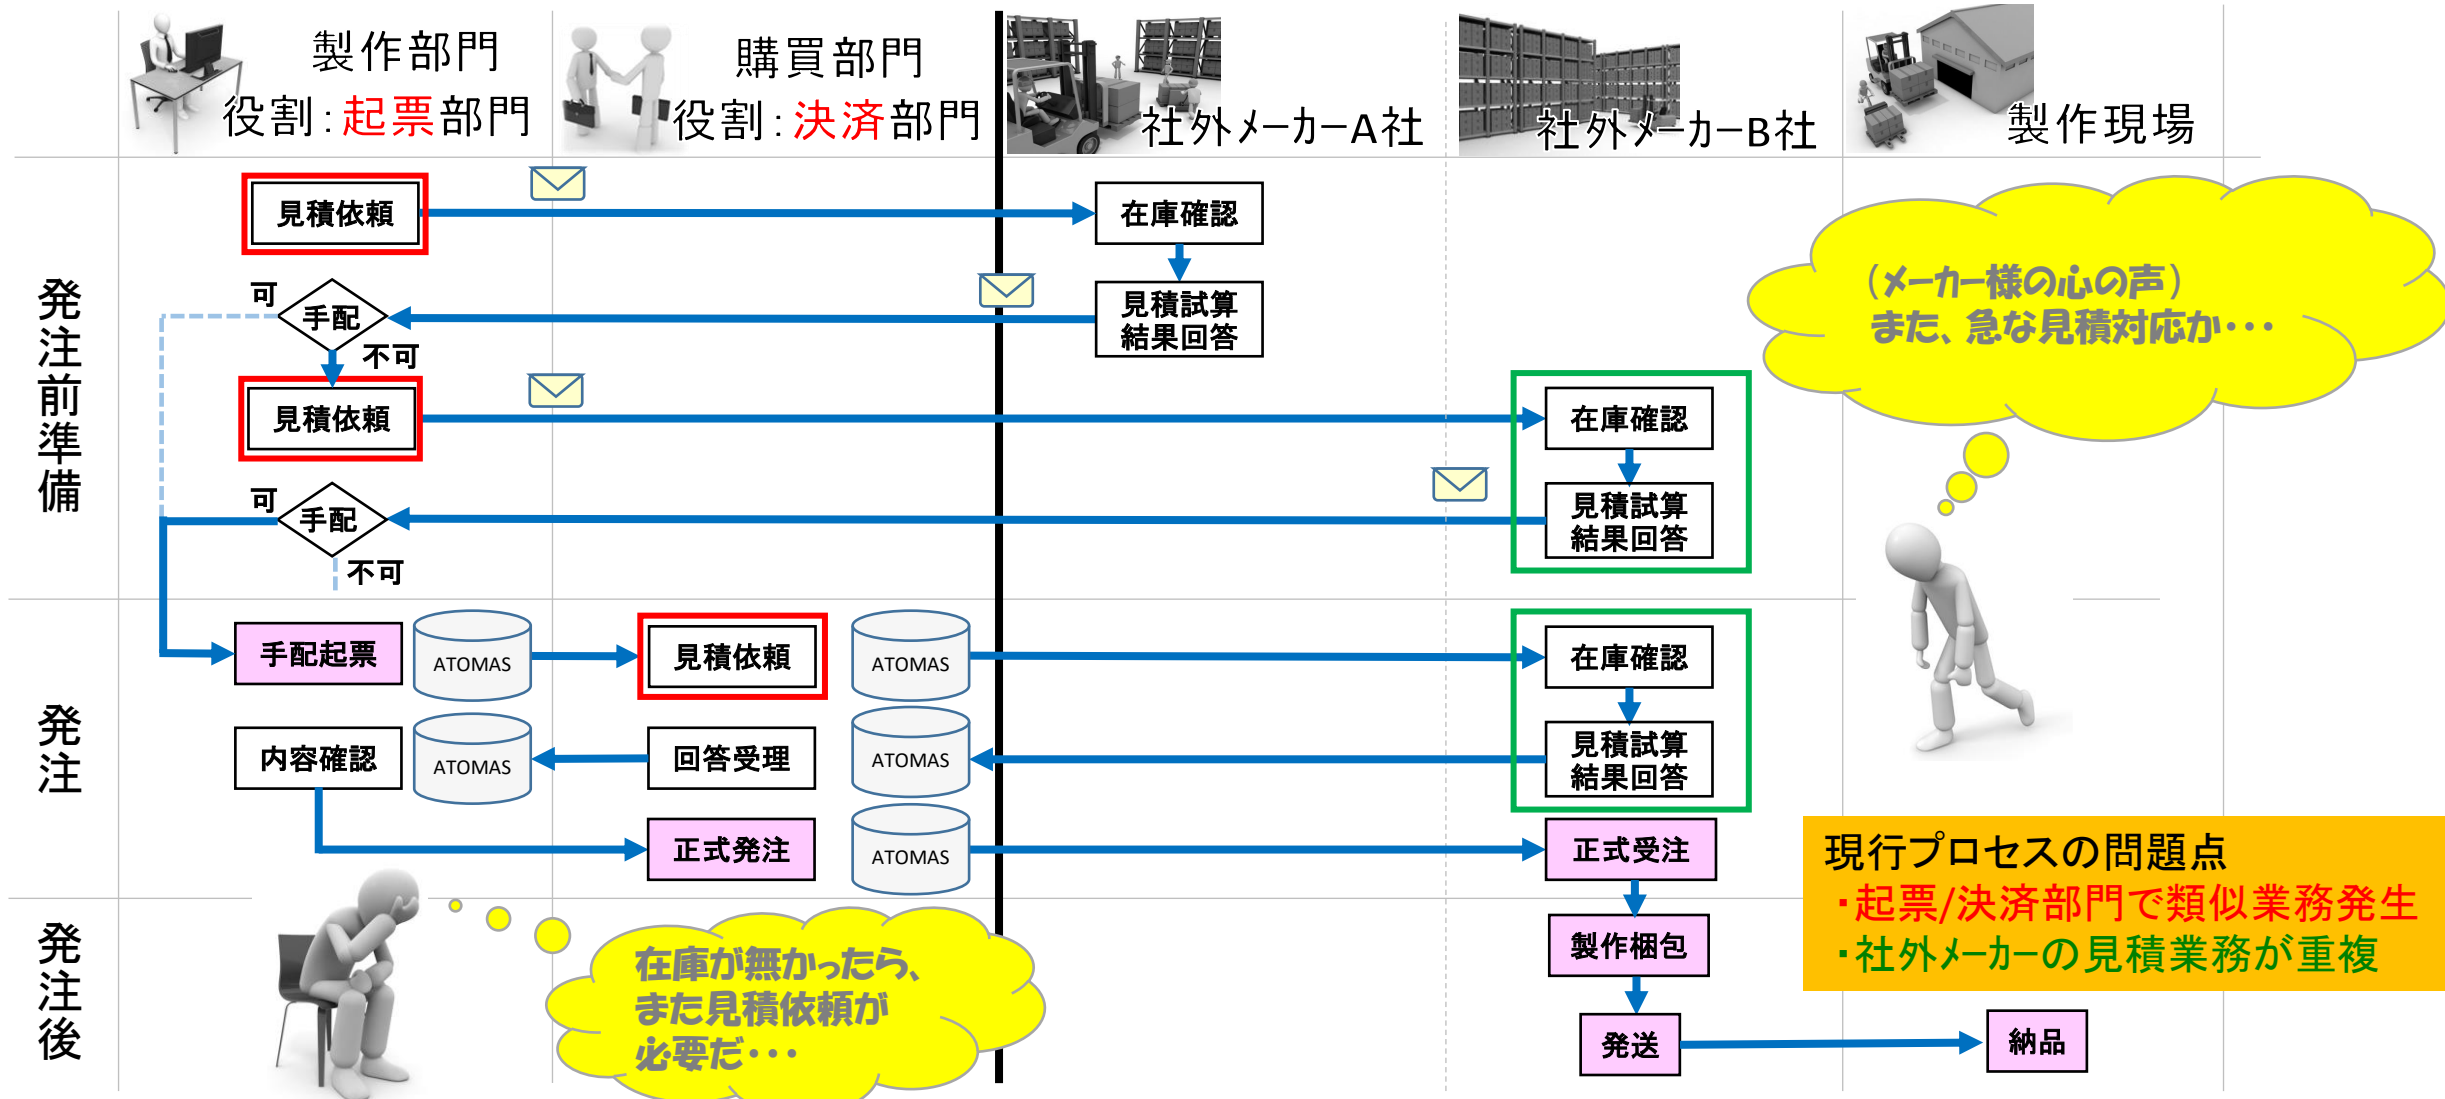 製作部門
役割：起票部門
購買部門
役割：決済部門
社外メーカーA社
社外メーカーB社
製作現場
発注前準備
見積依頼
在庫確認
可
手配
不可
見積試算
結果回答
見積依頼
在庫確認
可
手配
不可
見積試算
結果回答
（メーカー様の心の声）
また、急な見積対応か・・・
発注
手配起票
ATOMAS
見積依頼
ATOMAS
在庫確認
内容確認
ATOMAS
回答受理
ATOMAS
見積試算
結果回答
正式発注
ATOMAS
正式受注
現行プロセスの問題点
・起票/決済部門で類似業務発生
・社外メーカーの見積業務が重複
発注後
在庫が無かったら、
また見積依頼が
必要だ・・・
製作梱包
発送
納品